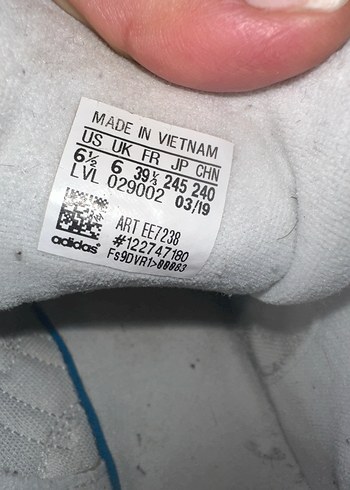 MADE IN VIETNAM
US UK FR JP CHN
6½ 6 39⅓ 245 240
LVL 029002 03/19
ART EE7238
#122747180
adidas